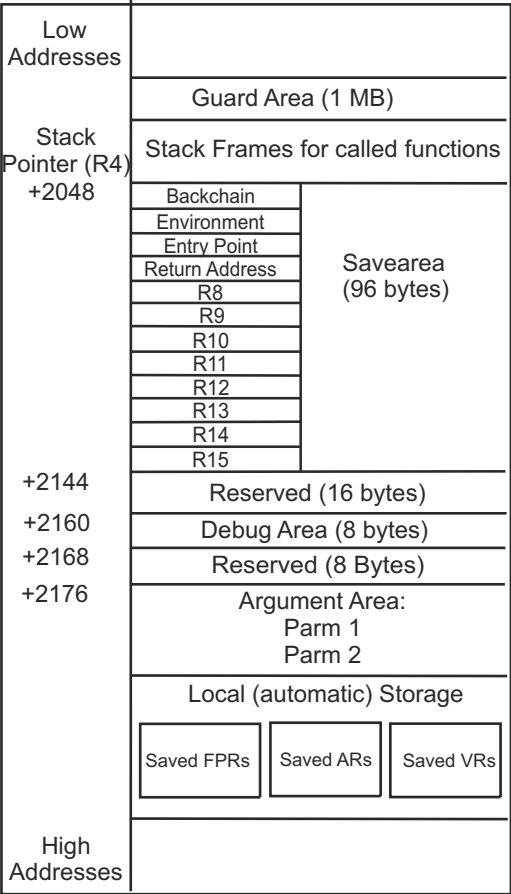 Low
Addresses
Guard Area (1 MB)
Stack
Pointer (R4)
+2048
Stack Frames for called functions
Backchain
Environment
Entry Point
Return Address
R8
R9
R10
R11
R12
R13
R14
R15
Savearea
(96 bytes)
+2144
Reserved (16 bytes)
+2160
Debug Area (8 bytes)
+2168
Reserved (8 Bytes)
+2176
Argument Area:
Parm 1
Parm 2
Local (automatic) Storage
Saved FPRs
Saved ARs
Saved VRs
High
Addresses